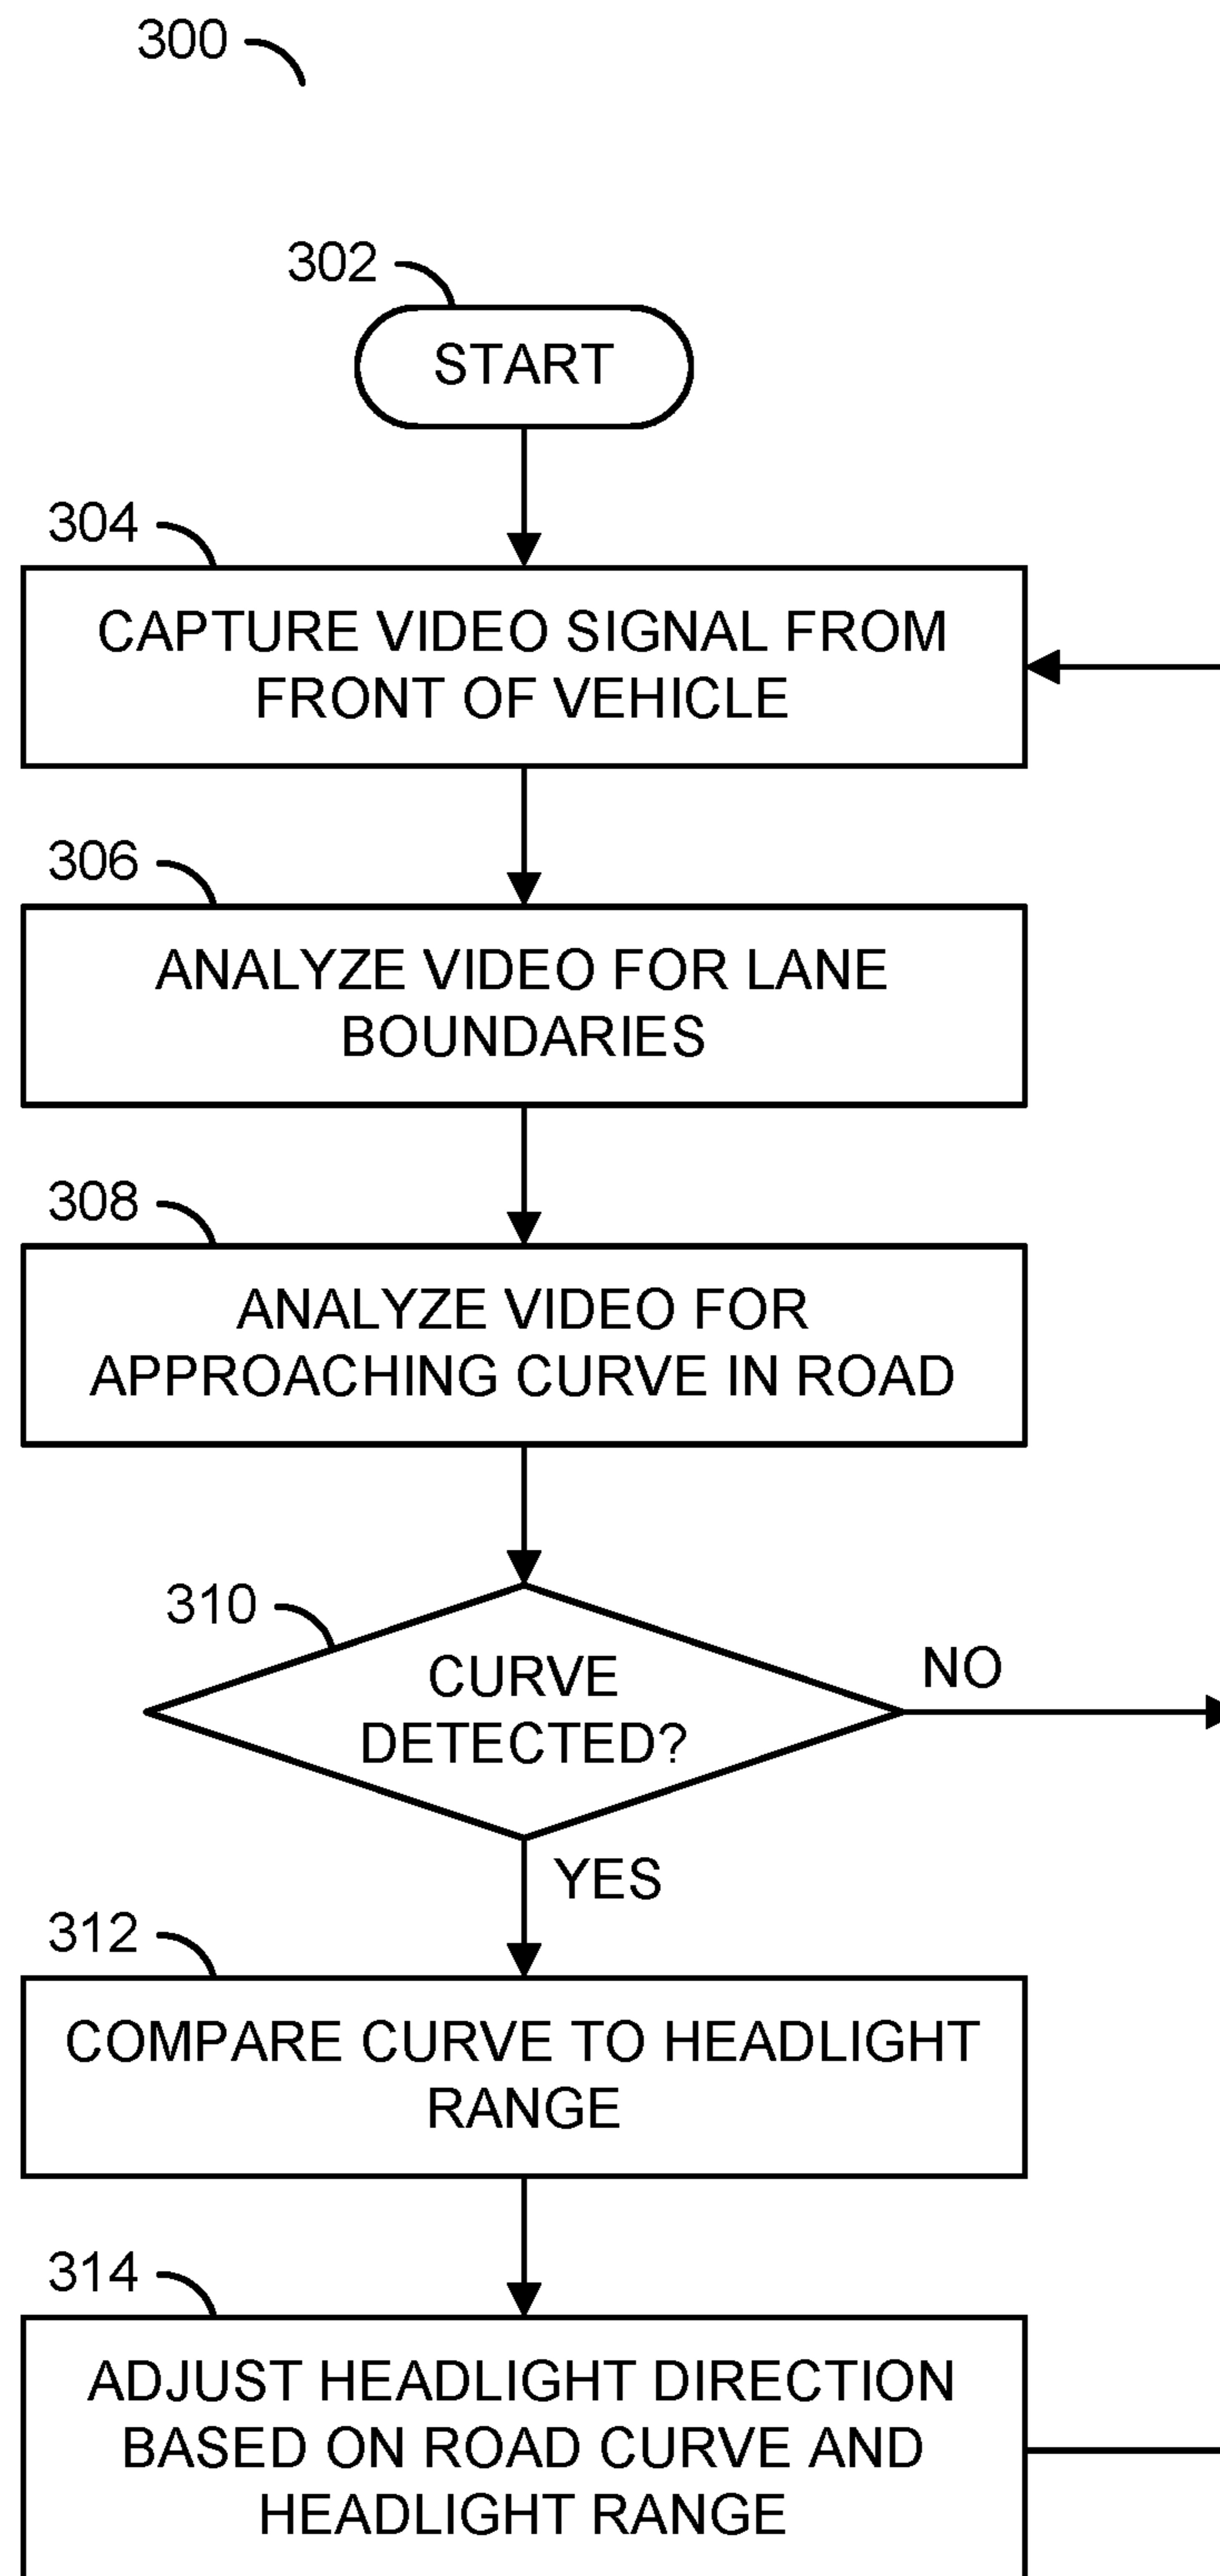 300
302
START
304
CAPTURE VIDEO SIGNAL FROM
FRONT OF VEHICLE
306
ANALYZE VIDEO FOR LANE
BOUNDARIES
308
ANALYZE VIDEO FOR
APPROACHING CURVE IN ROAD
310
CURVE
DETECTED?
NO
YES
312
COMPARE CURVE TO HEADLIGHT
RANGE
314
ADJUST HEADLIGHT DIRECTION
BASED ON ROAD CURVE AND
HEADLIGHT RANGE